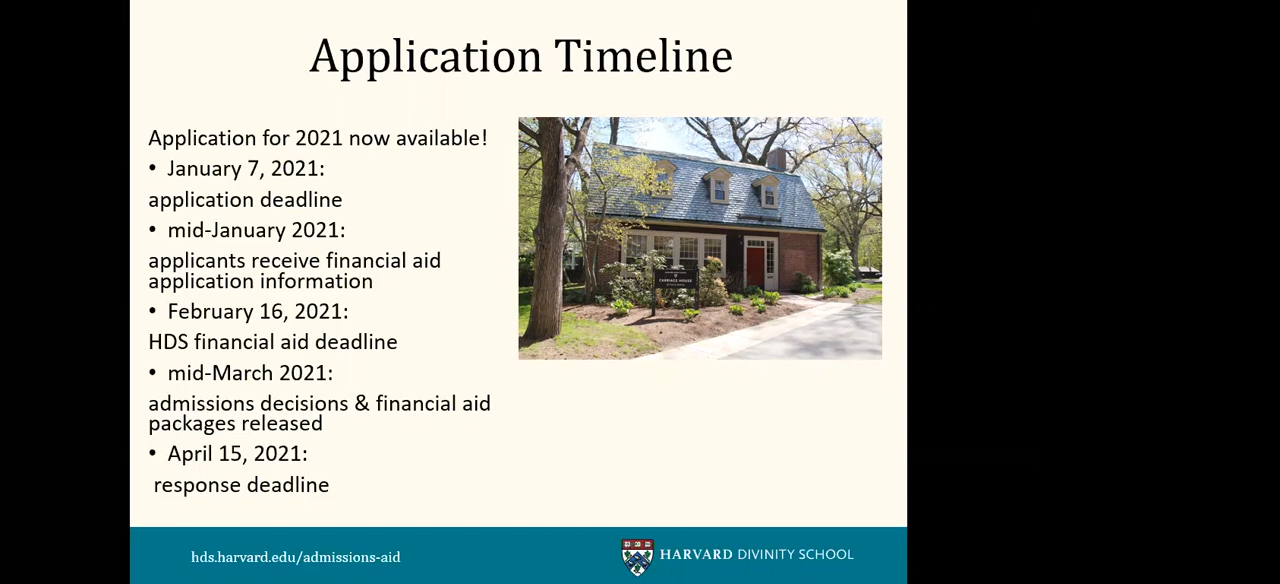 Application Timeline
Application for 2021 now available!
• January 7, 2021:
application deadline
• mid-January 2021:
applicants receive financial aid
application information
• February 16, 2021:
HDS financial aid deadline
• mid-March 2021:
admissions decisions & financial aid
packages released
• April 15, 2021:
response deadline
CARRIAGE HOUSE
hds.harvard.edu/admissions-aid
HARVARD DIVINITY SCHOOL